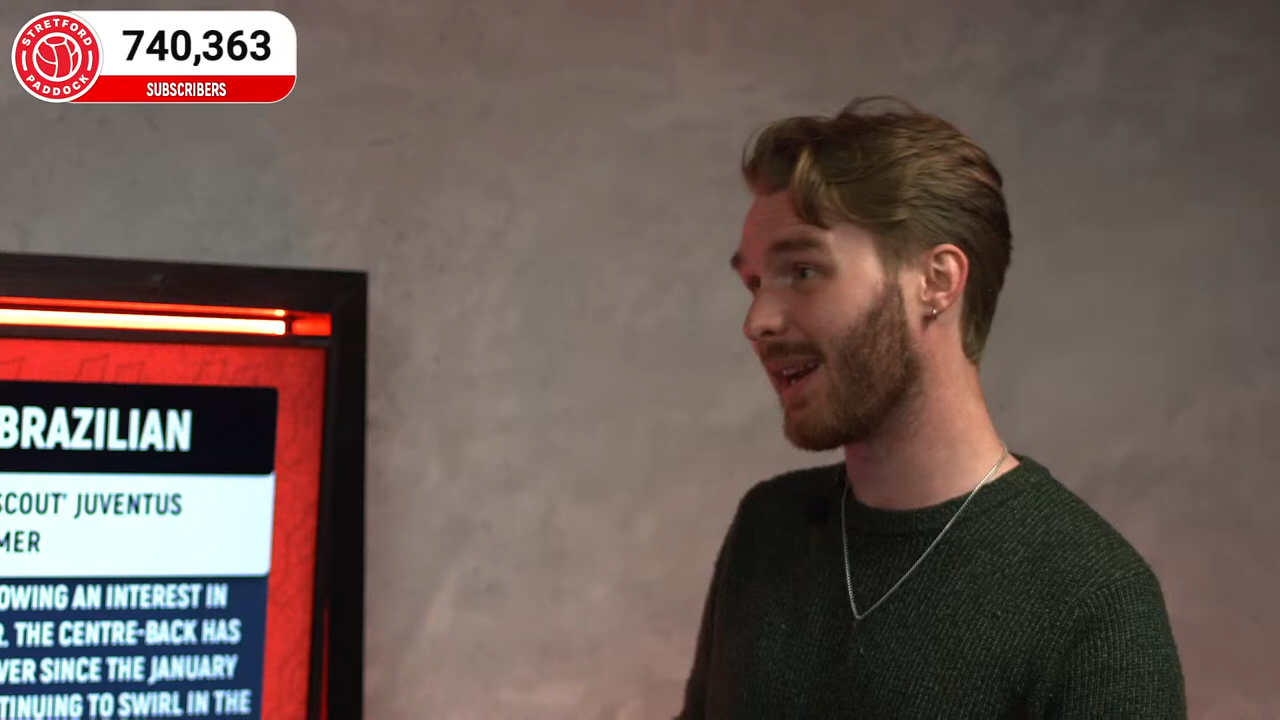 STRETFORD
PADDOCK
740,363
SUBSCRIBERS
BRAZILIAN
SCOUT' JUVENTUS
MER
OWING AN INTEREST IN
R. THE CENTRE-BACK HAS
VER SINCE THE JANUARY
TINUING TO SWIRL IN THE